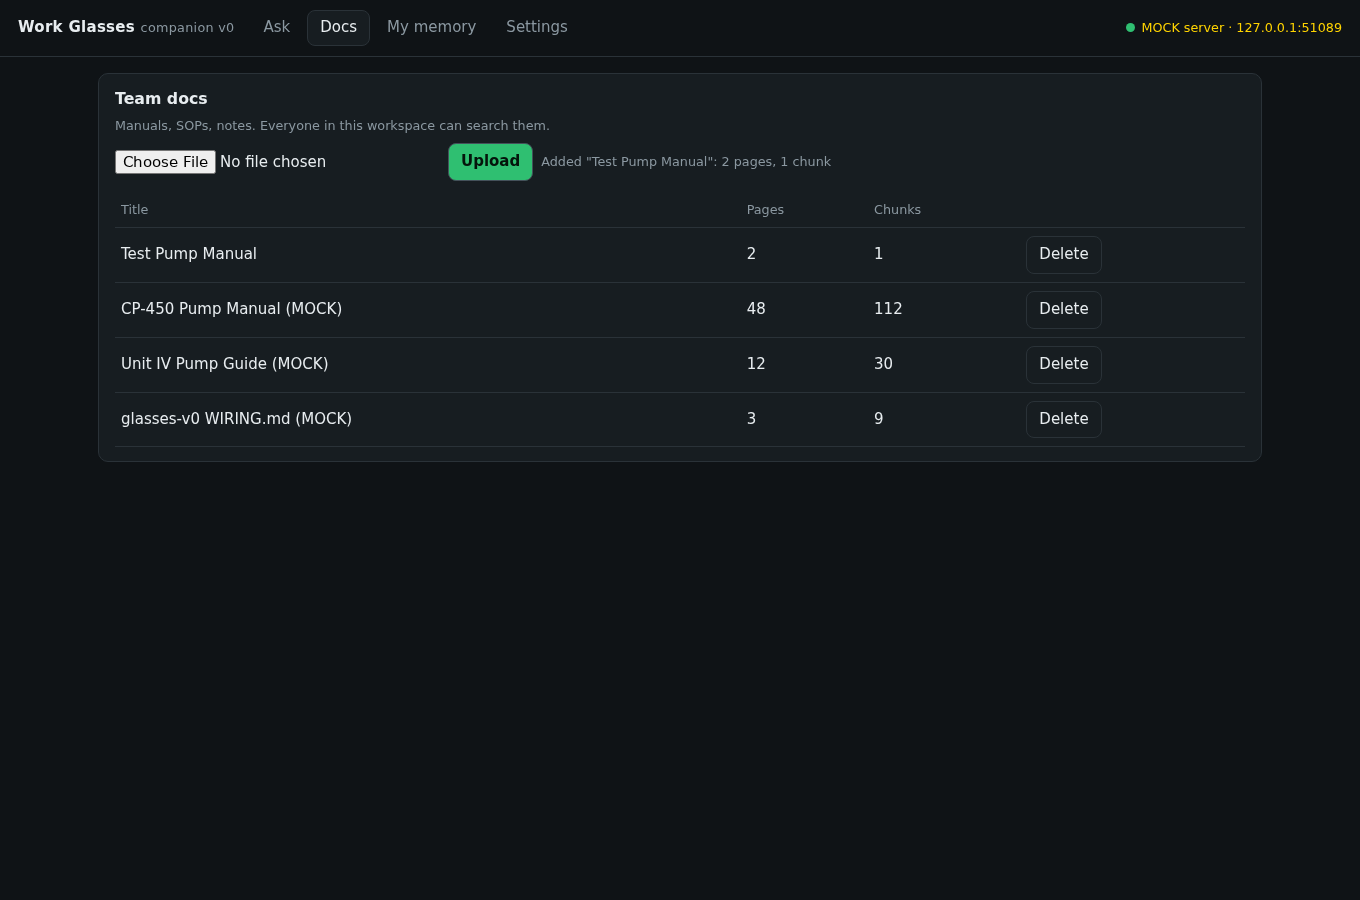 Work Glasses companion v0 Ask Docs My memory Settings MOCK server · 127.0.0.1:51089
Team docs
Manuals, SOPs, notes. Everyone in this workspace can search them.
Choose File No file chosen Upload Added "Test Pump Manual": 2 pages, 1 chunk
Title Pages Chunks
Test Pump Manual 2 1 Delete
CP-450 Pump Manual (MOCK) 48 112 Delete
Unit IV Pump Guide (MOCK) 12 30 Delete
glasses-v0 WIRING.md (MOCK) 3 9 Delete